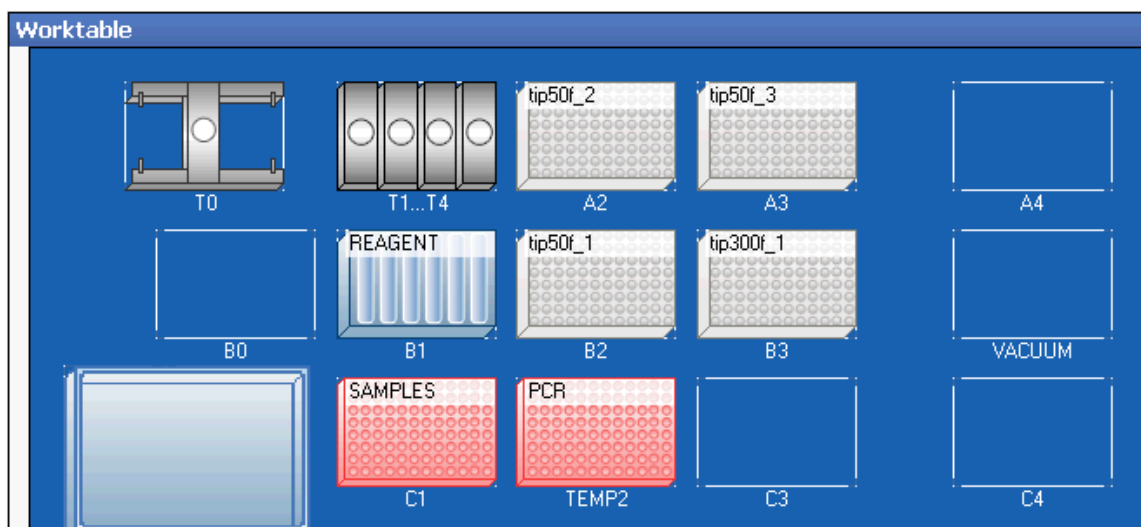 Worktable
tip50f_2 tip50f_3
T0 T1...T4 A2 A3 A4
REAGENT tip50f_1 tip300f_1
B0 B1 B2 B3 VACUUM
SAMPLES PCR
C1 TEMP2 C3 C4